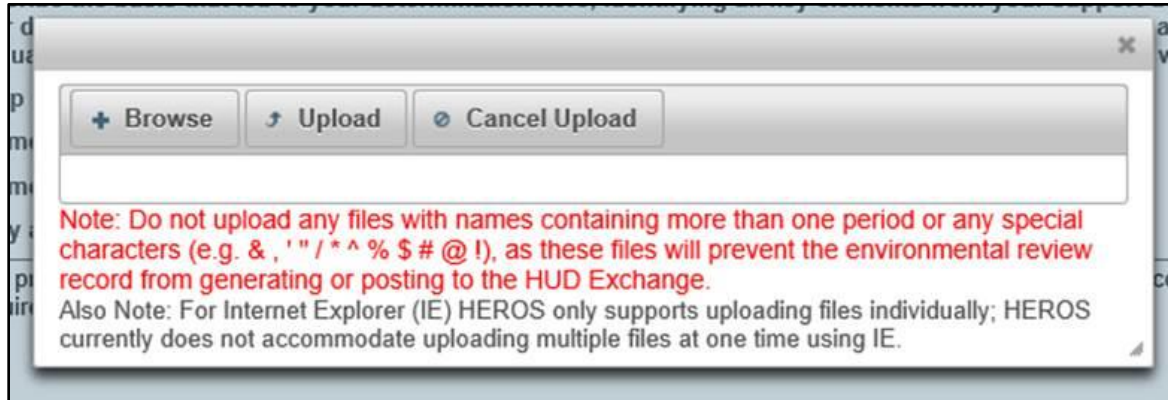 Browse Upload Cancel Upload
Note: Do not upload any files with names containing more than one period or any special
characters (e.g. & , ' " / * ^ % $ # @ !), as these files will prevent the environmental review
record from generating or posting to the HUD Exchange.
Also Note: For Internet Explorer (IE) HEROS only supports uploading files individually; HEROS
currently does not accommodate uploading multiple files at one time using IE.